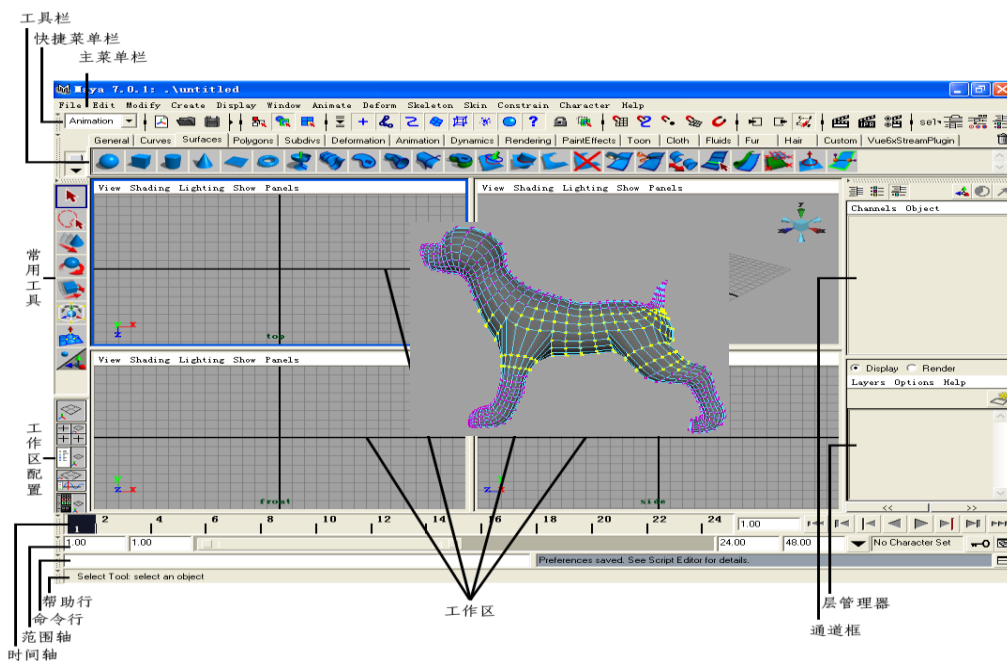 工具栏
快捷菜单栏
主菜单栏
Maya 7.0.1: .\untitled
File Edit Modify Create Display Window Animate Deform Skeleton Skin Constrain Character Help
Animation
sel
General Curves Surfaces Polygons Subdivs Deformation Animation Dynamics Rendering PaintEffects Toon Cloth Fluids Fur Hair Custom Vue6xStreamPlugin
View Shading Lighting Show Panels
View Shading Lighting Show Panels
Channels Object
y
常用工具
y x
z
top
View Shading Lighting Show Panels
Display Render
Layers Options Help
工作区配置
z x
front
z
side
<< >>
1 2 4 6 8 10 12 14 16 18 20 22 24 1.00
1.00 1.00 24.00 48.00 No Character Set
Preferences saved. See Script Editor for details.
Select Tool: select an object
帮助行
命令行
范围轴
时间轴
工作区
层管理器
通道框